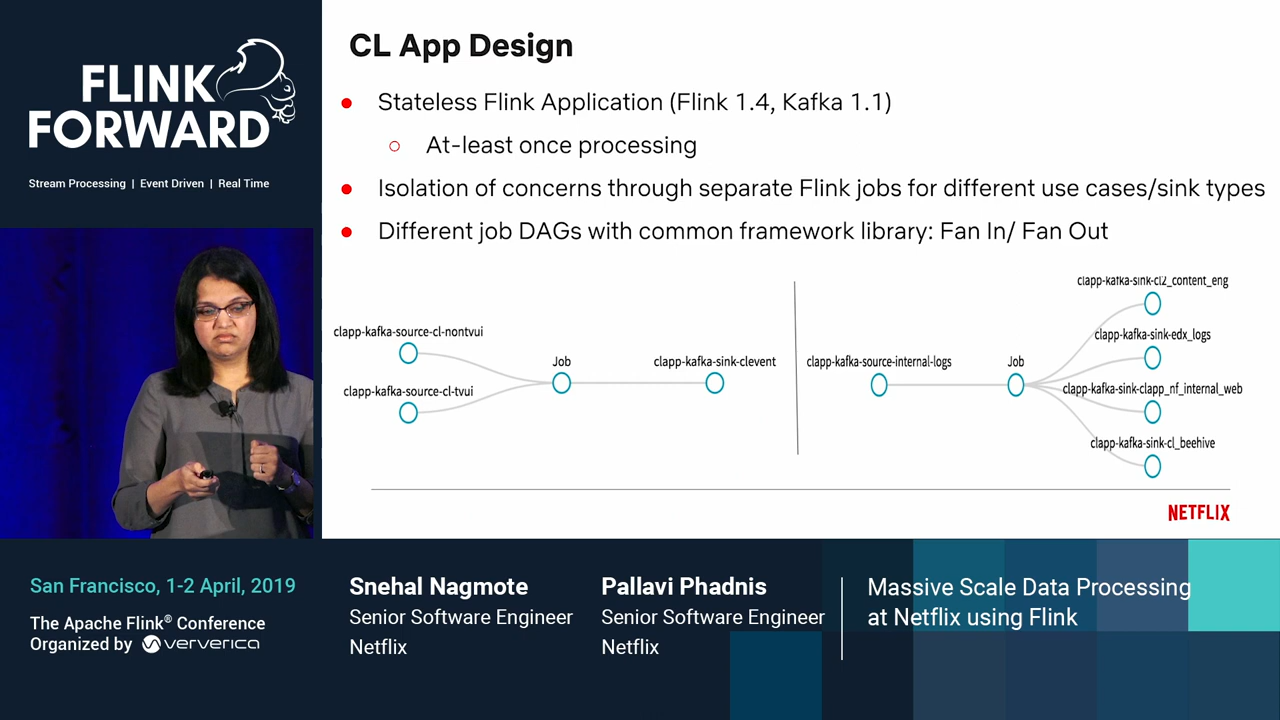 FLINK
FORWARD
Stream Processing | Event Driven | Real Time
CL App Design
Stateless Flink Application (Flink 1.4, Kafka 1.1)
At-least once processing
Isolation of concerns through separate Flink jobs for different use cases/sink types
Different job DAGs with common framework library: Fan In/ Fan Out
clapp-kafka-source-cl-nontvui
clapp-kafka-source-cl-tvui
Job
clapp-kafka-sink-clevent
clapp-kafka-source-internal-logs
Job
clapp-kafka-sink-cl2_content_eng
clapp-kafka-sink-edx_logs
clapp-kafka-sink-clapp_nf_internal_web
clapp-kafka-sink-cl_beehive
NETFLIX
San Francisco, 1-2 April, 2019
The Apache Flink® Conference
Organized by ververica
Snehal Nagmote
Senior Software Engineer
Netflix
Pallavi Phadnis
Senior Software Engineer
Netflix
Massive Scale Data Processing
at Netflix using Flink